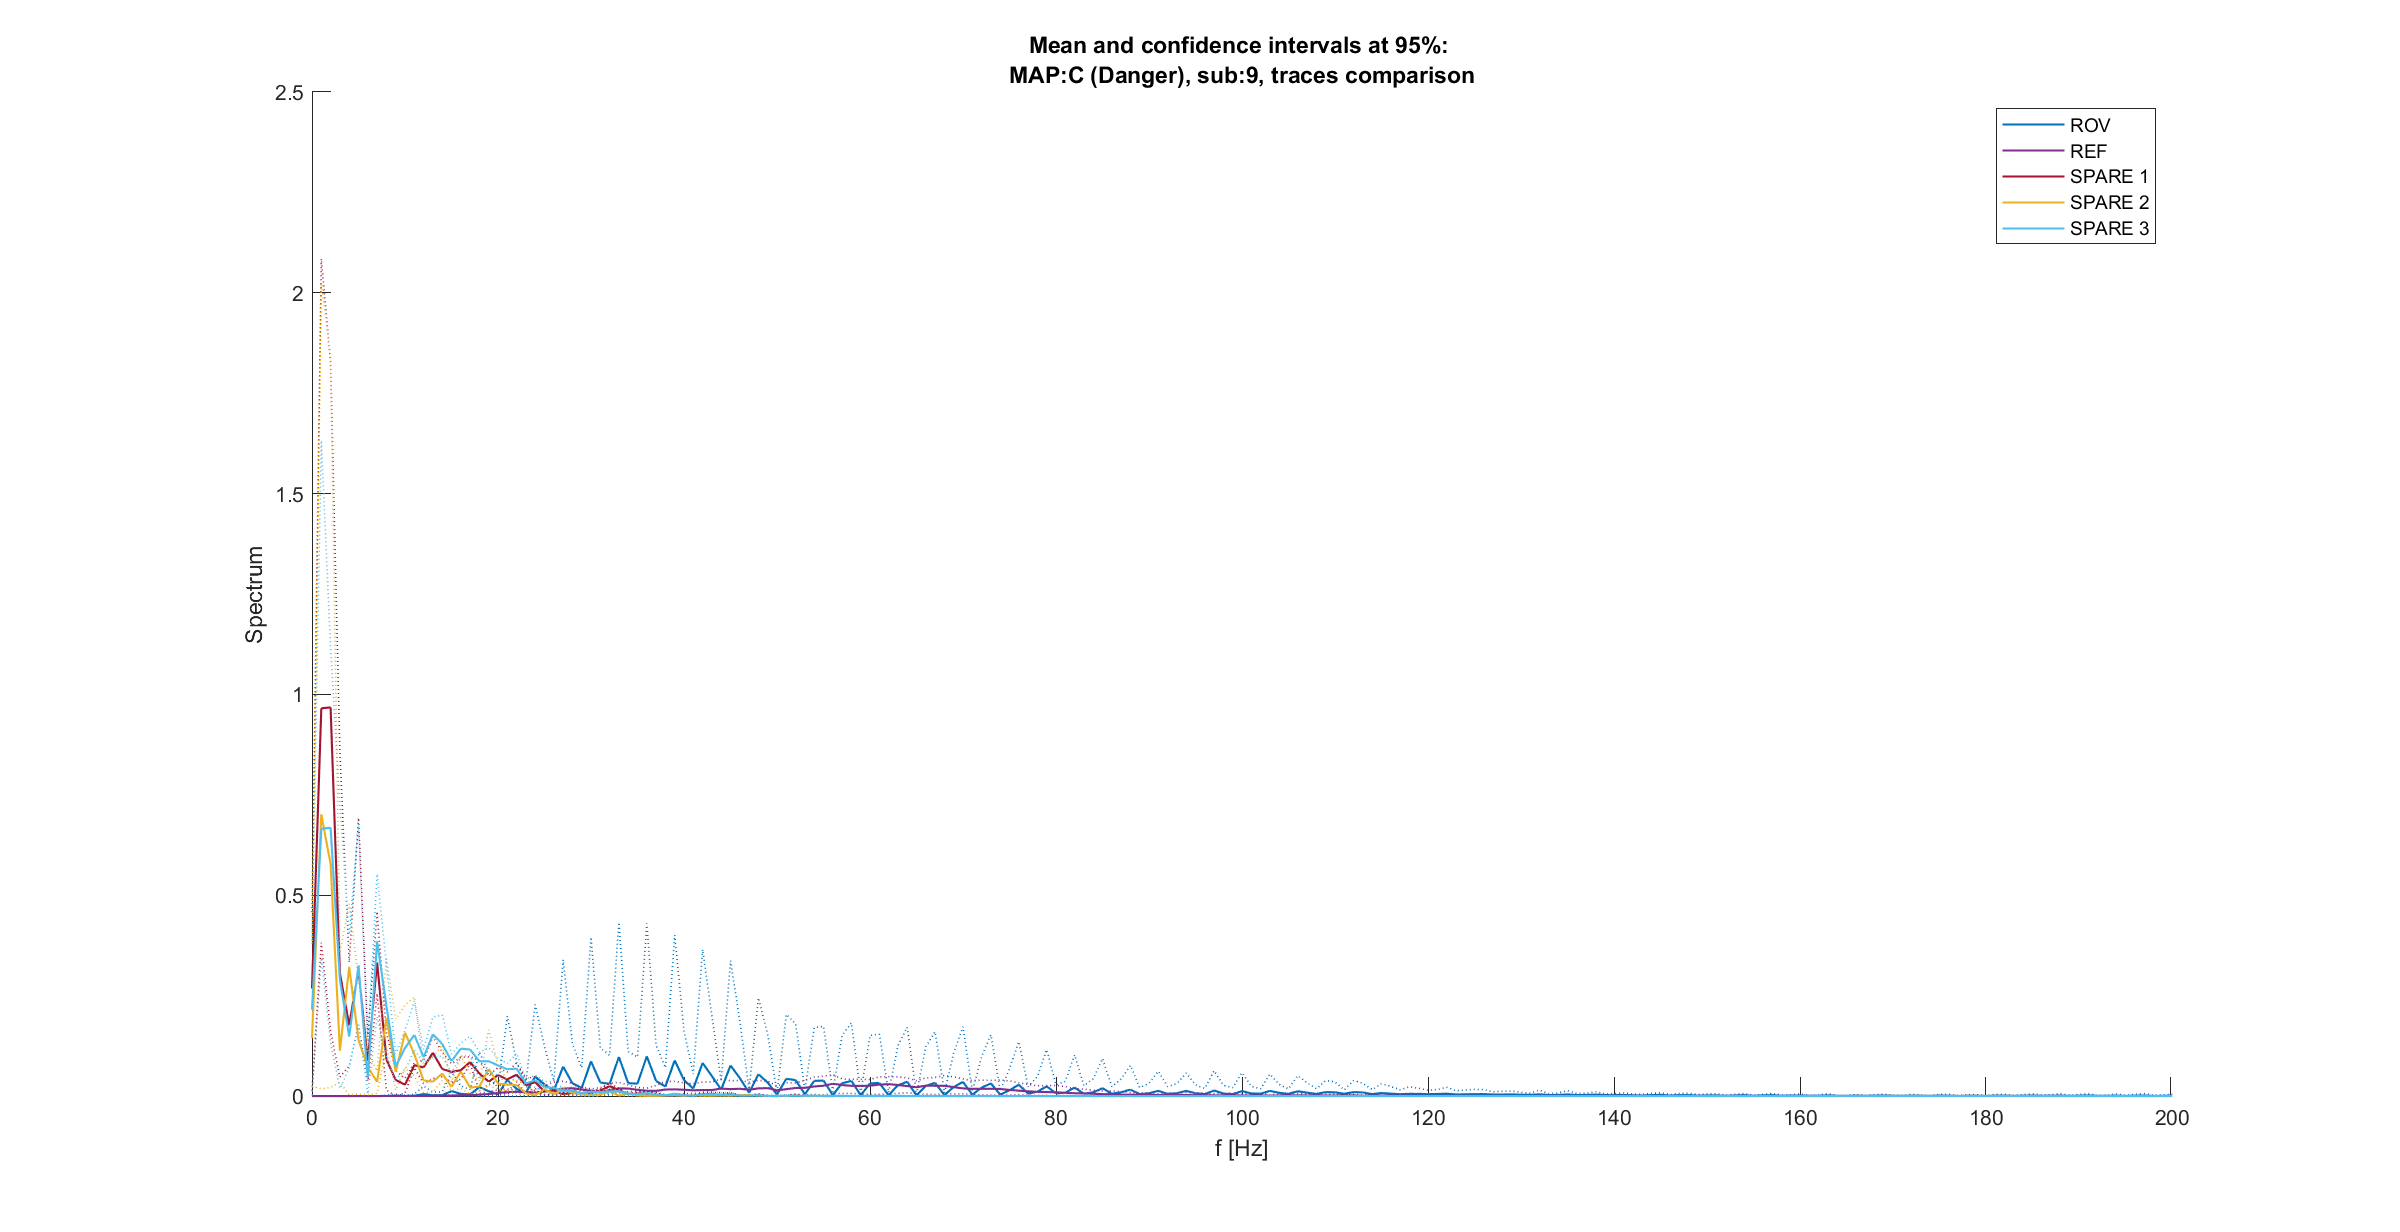 Mean and confidence intervals at 95%:
MAP:C (Danger), sub:9, traces comparison
2.5
2
1.5
1
0.5
0
Spectrum
ROV
REF
SPARE 1
SPARE 2
SPARE 3
0 20 40 60 80 100 120 140 160 180 200
f [Hz]